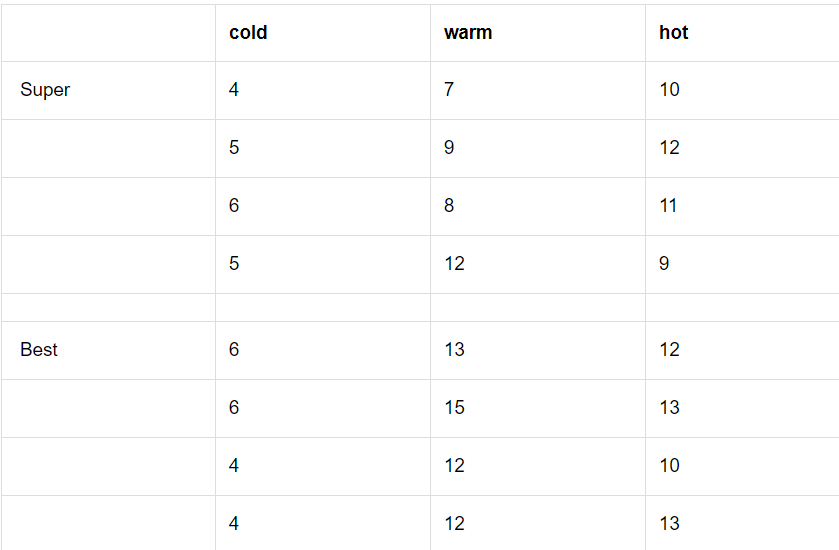 cold warm hot
Super 4 7 10
5 9 12
6 8 11
5 12 9
Best 6 13 12
6 15 13
4 12 10
4 12 13